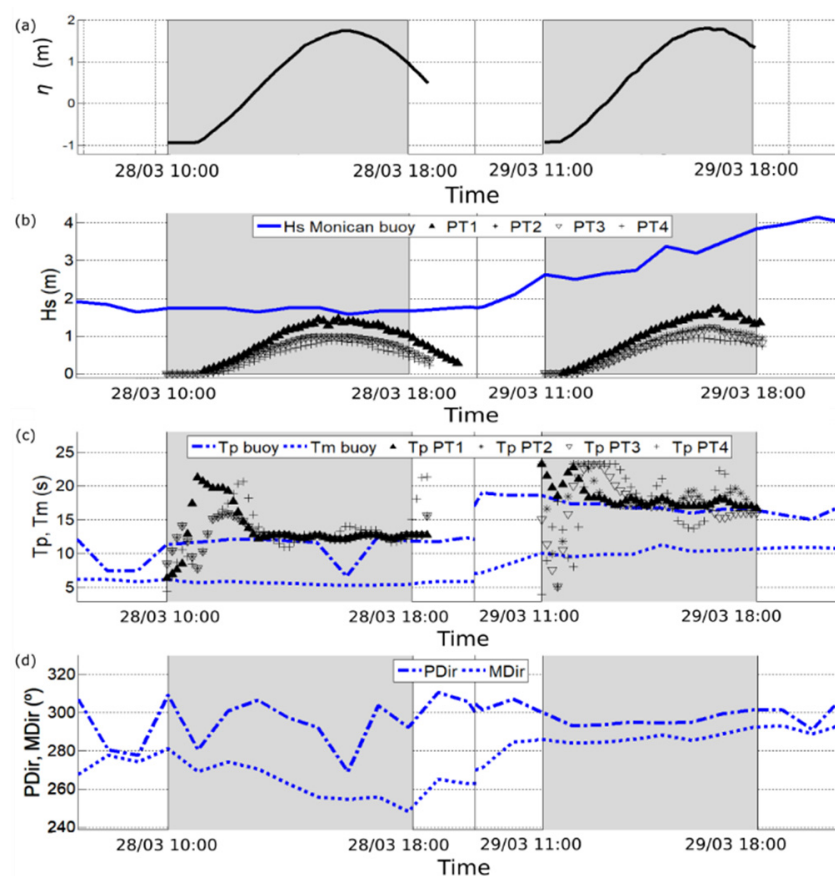 (a)
η (m)
2
1
0
-1
28/03 10:00
28/03 18:00
29/03 11:00
29/03 18:00
Time
(b)
Hs (m)
4
3
2
1
0
Hs Monican buoy PT1 PT2 PT3 PT4
28/03 10:00
28/03 18:00
29/03 11:00
29/03 18:00
Time
(c)
Tp, Tm (s)
25
20
15
10
5
Tp buoy Tm buoy Tp PT1 Tp PT2 Tp PT3 Tp PT4
28/03 10:00
28/03 18:00
29/03 11:00
29/03 18:00
Time
(d)
PDir, MDir (º)
320
300
280
260
240
PDir MDir
28/03 10:00
28/03 18:00
29/03 11:00
29/03 18:00
Time